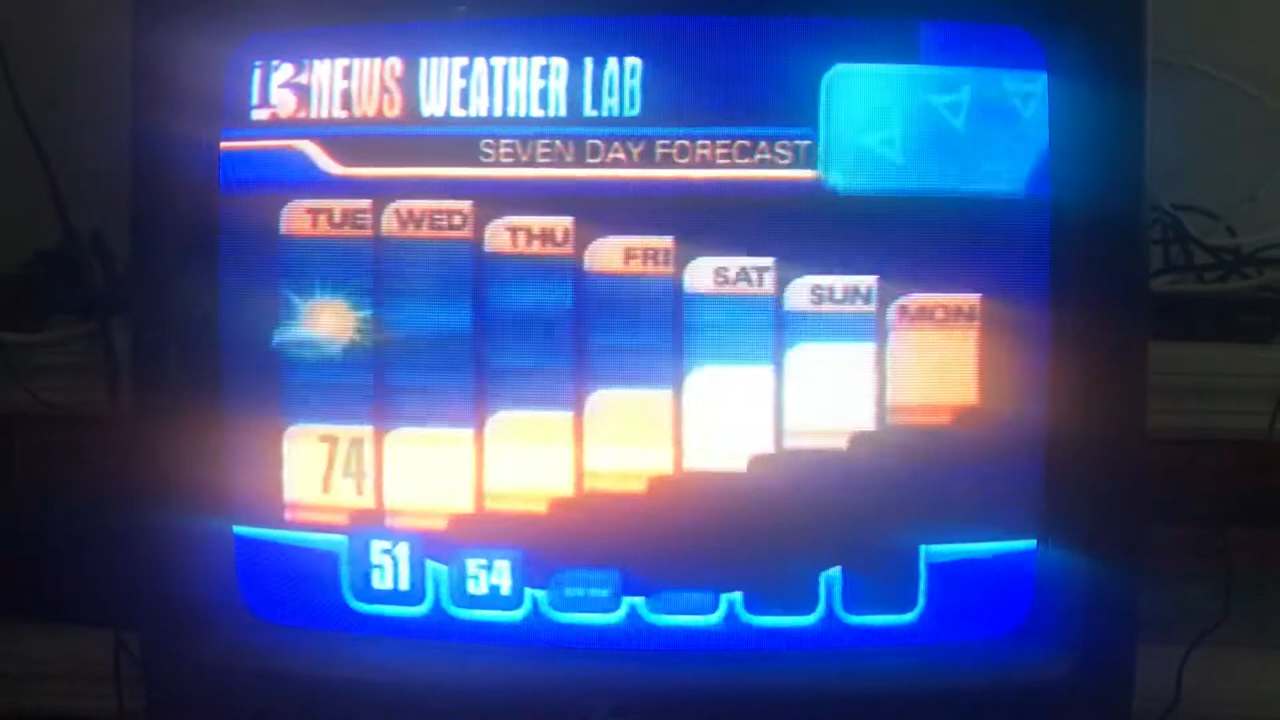 13 NEWS WEATHER LAB
SEVEN DAY FORECAST
TUE WED THU FRI SAT SUN MON
74
51 54